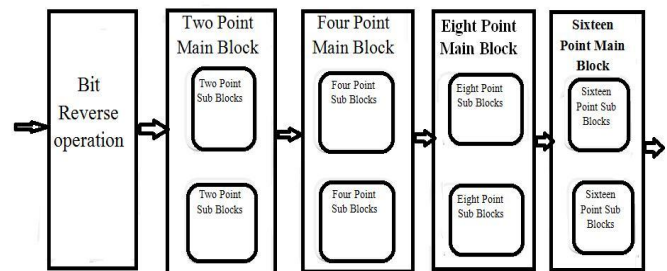 Bit
Reverse
operation
Two Point
Main Block
Two Point
Sub Blocks
Two Point
Sub Blocks
Four Point
Main Block
Four Point
Sub Blocks
Four Point
Sub Blocks
Eight Point
Main Block
Eight Point
Sub Blocks
Eight Point
Sub Blocks
Sixteen
Point Main
Block
Sixteen
Point Sub
Blocks
Sixteen
Point Sub
Blocks